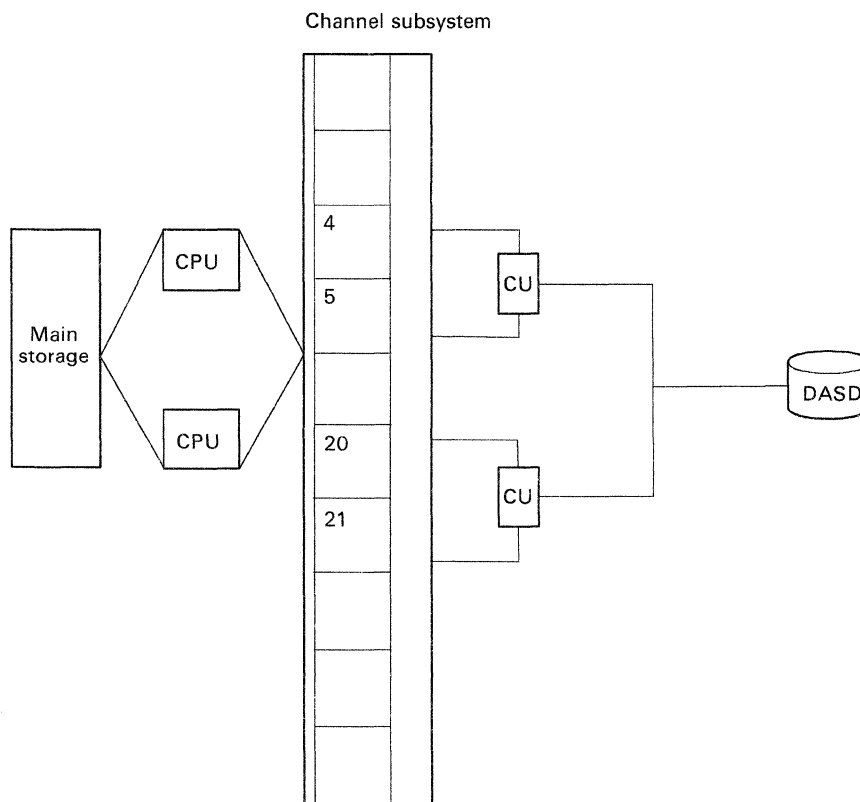 Channel subsystem
4
CPU
CU
5
Main
storage
DASD
CPU
20
CU
21